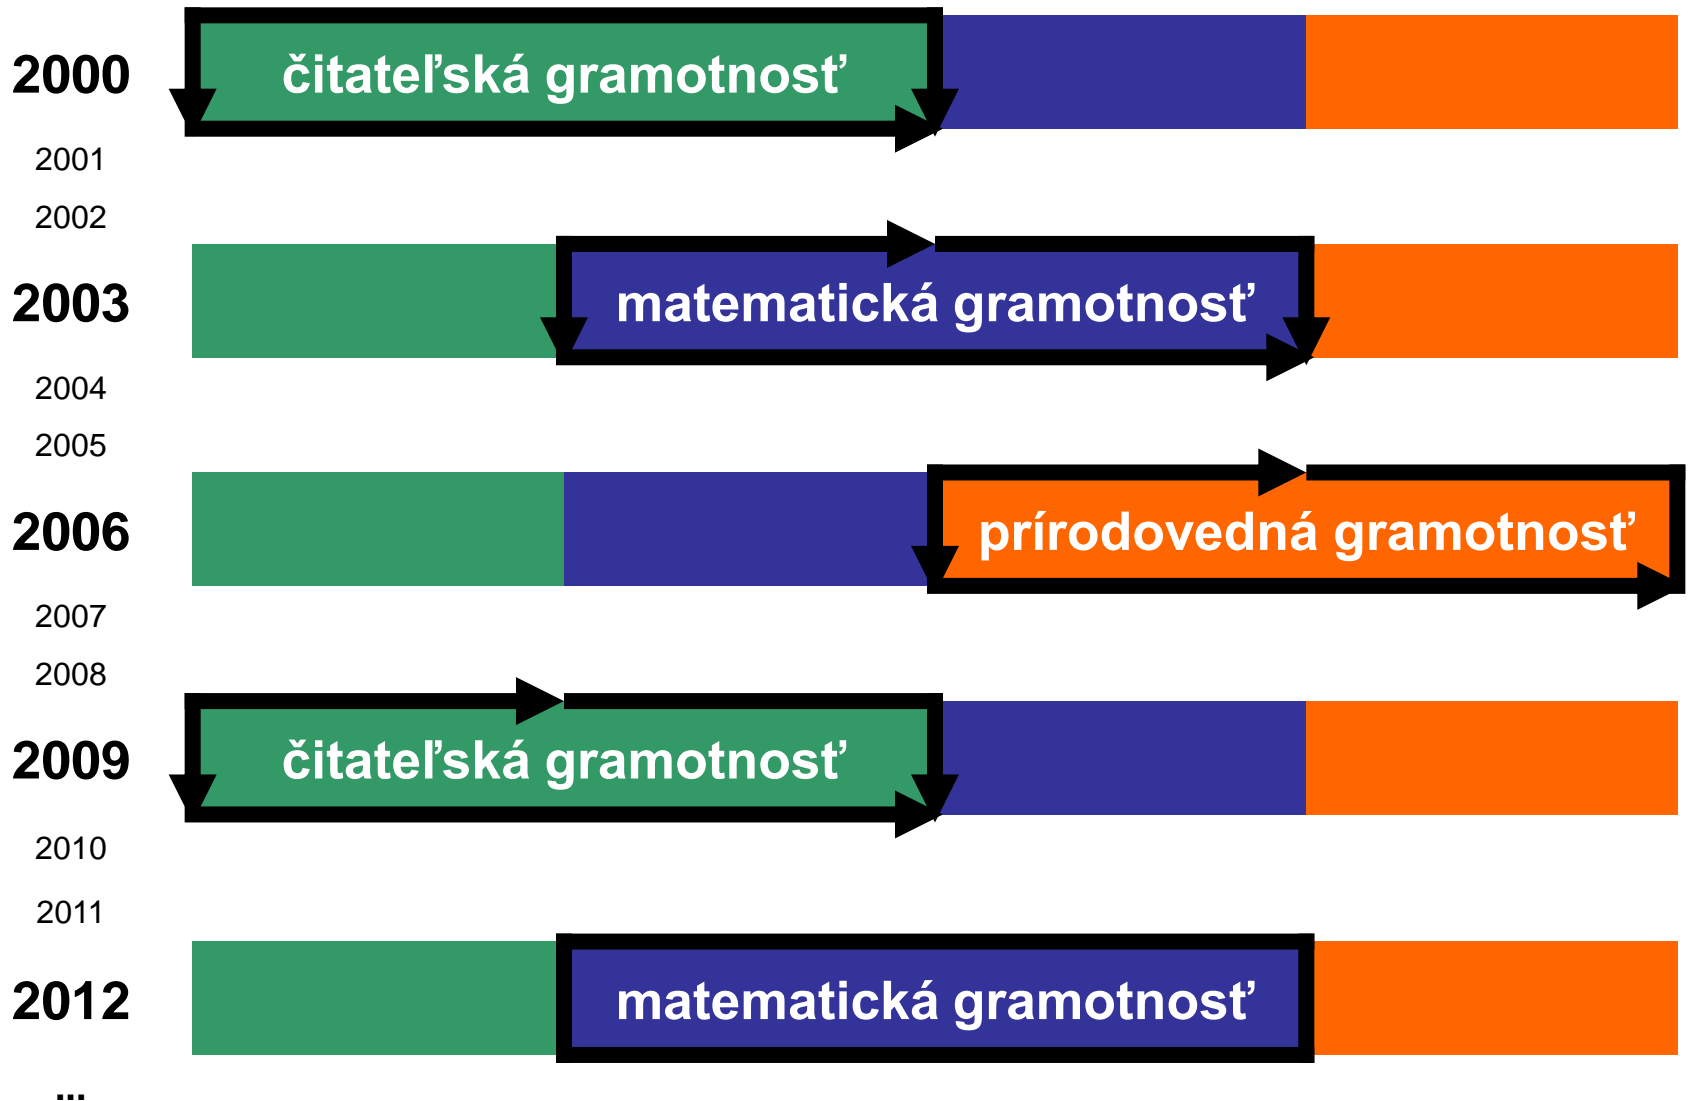 2000 čitateľská gramotnosť
2001
2002
2003 matematická gramotnosť
2004
2005
2006 prírodovedná gramotnosť
2007
2008
2009 čitateľská gramotnosť
2010
2011
2012 matematická gramotnosť
...